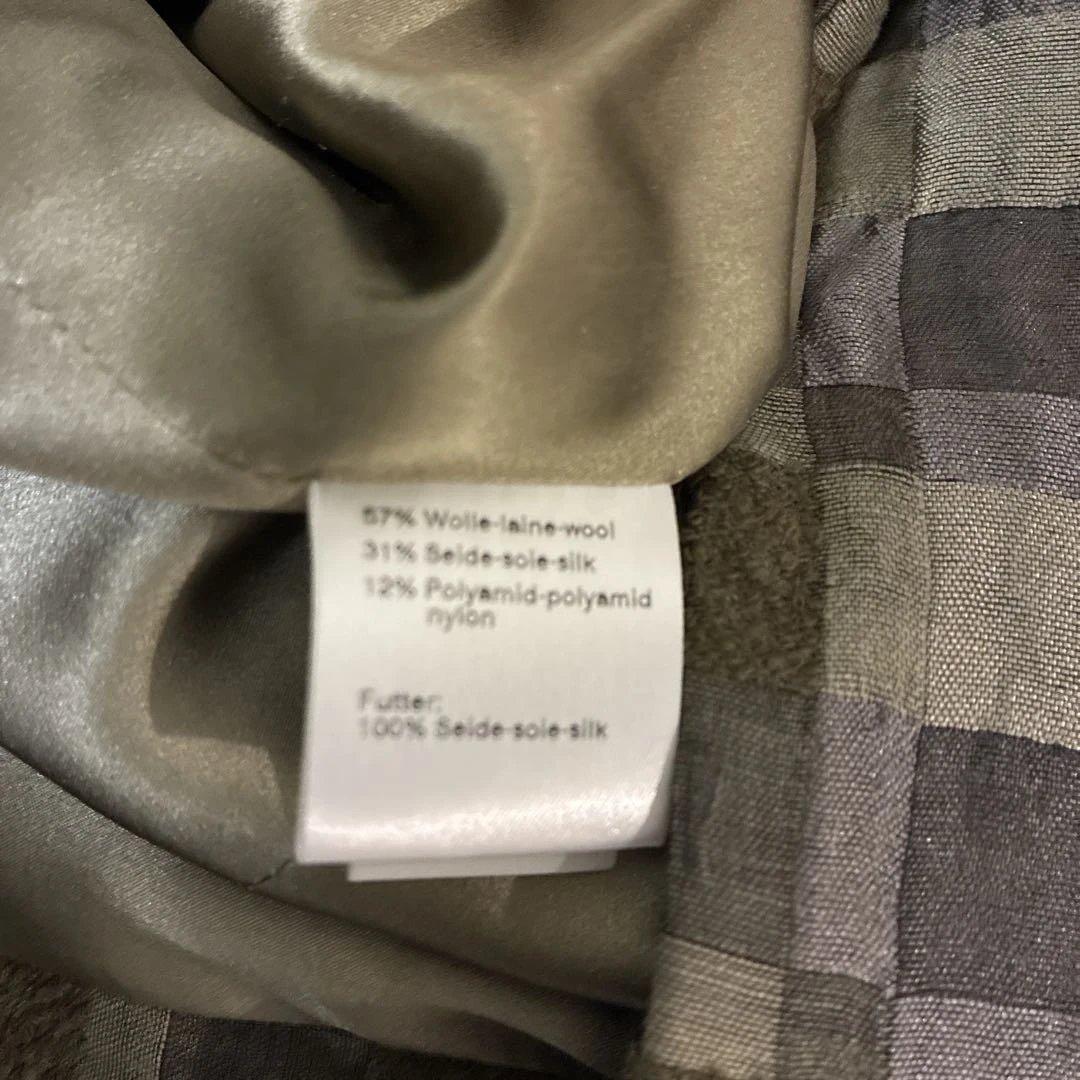 57% Wolle-laine-wool
31% Seide-soie-silk
12% Polyamid-polyamid
nylon
Futter:
100% Seide-soie-silk